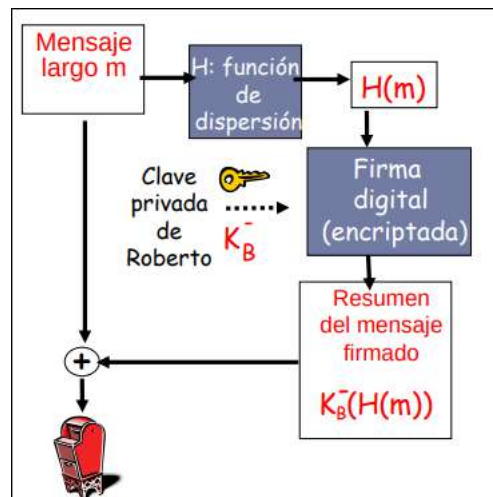 Mensaje
largo m
H: función
de
dispersión
H(m)
Clave
privada
de
Roberto
K_B^-
Firma
digital
(encriptada)
Resumen
del mensaje
firmado
K_B^-(H(m))
+